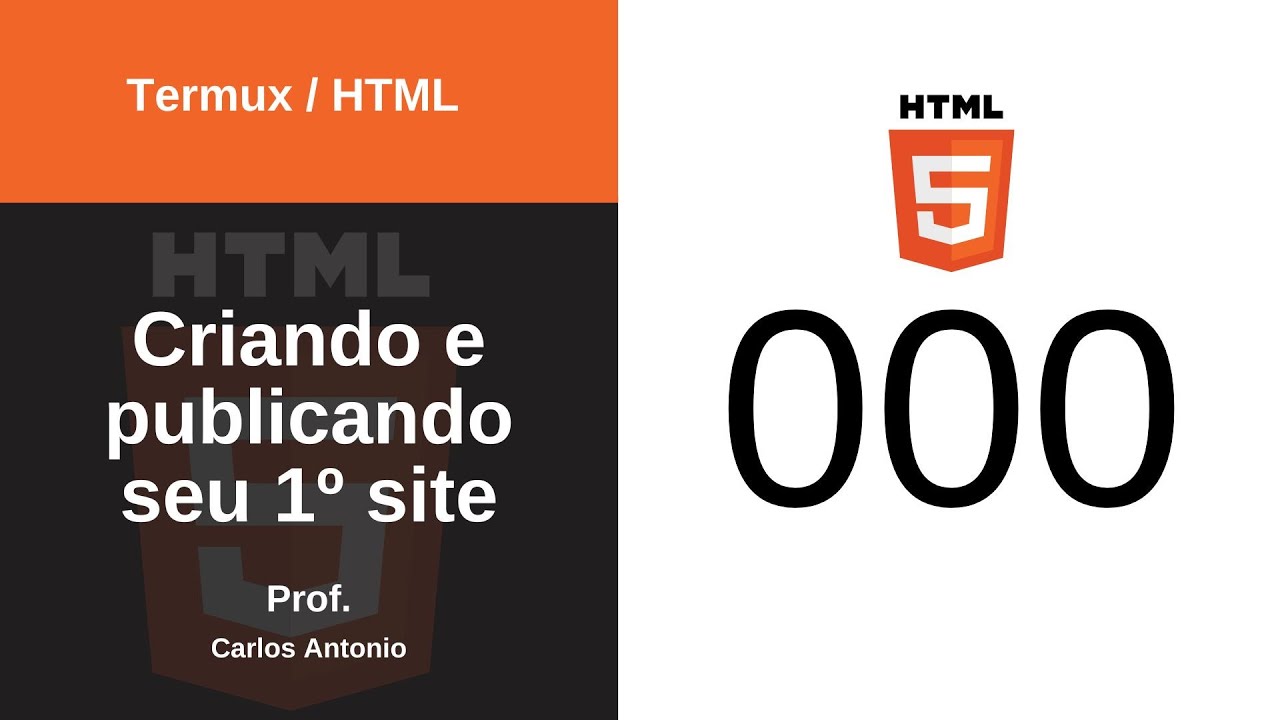 Termux / HTML
HTML
Criando e
publicando
seu 1º site
Prof.
Carlos Antonio
HTML
5
000